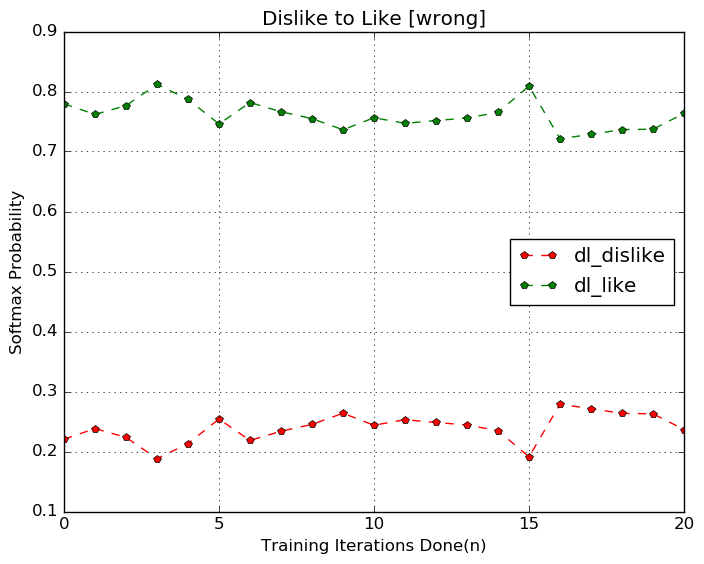 Dislike to Like [wrong]
0.9
0.8
0.7
0.6
0.5
0.4
0.3
0.2
0.1
Softmax Probability
dl_dislike
dl_like
0 5 10 15 20
Training Iterations Done(n)